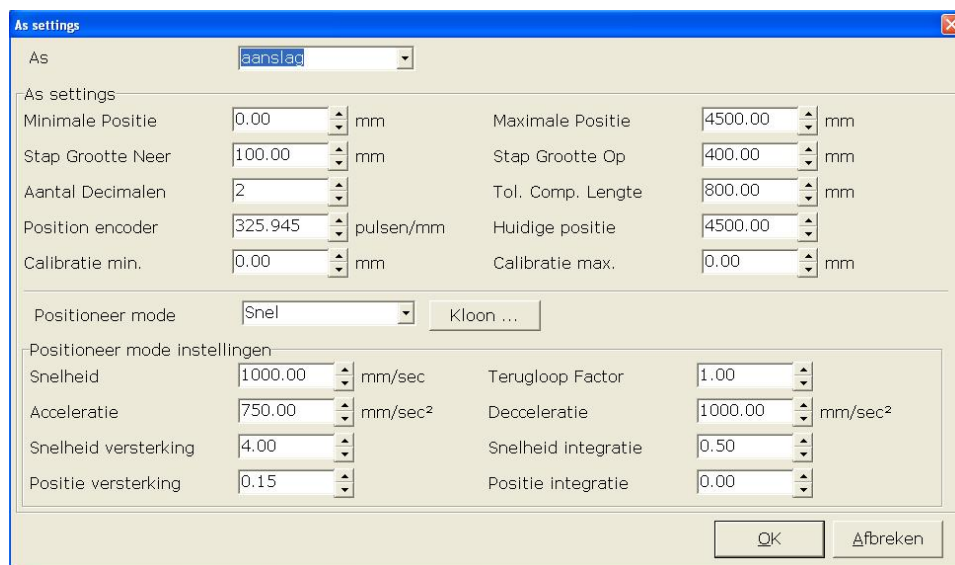 As settings
As aanslag
As settings
Minimale Positie 0.00 mm Maximale Positie 4500.00 mm
Stap Grootte Neer 100.00 mm Stap Grootte Op 400.00 mm
Aantal Decimalen 2 Tol. Comp. Lengte 800.00 mm
Position encoder 325.945 pulsen/mm Huidige positie 4500.00
Calibratie min. 0.00 mm Calibratie max. 0.00 mm
Positioneer mode Snel Kloon ...
Positioneer mode instellingen
Snelheid 1000.00 mm/sec Terugloop Factor 1.00
Acceleratie 750.00 mm/sec² Decceleratie 1000.00 mm/sec²
Snelheid versterking 4.00 Snelheid integratie 0.50
Positie versterking 0.15 Positie integratie 0.00
OK Afbreken